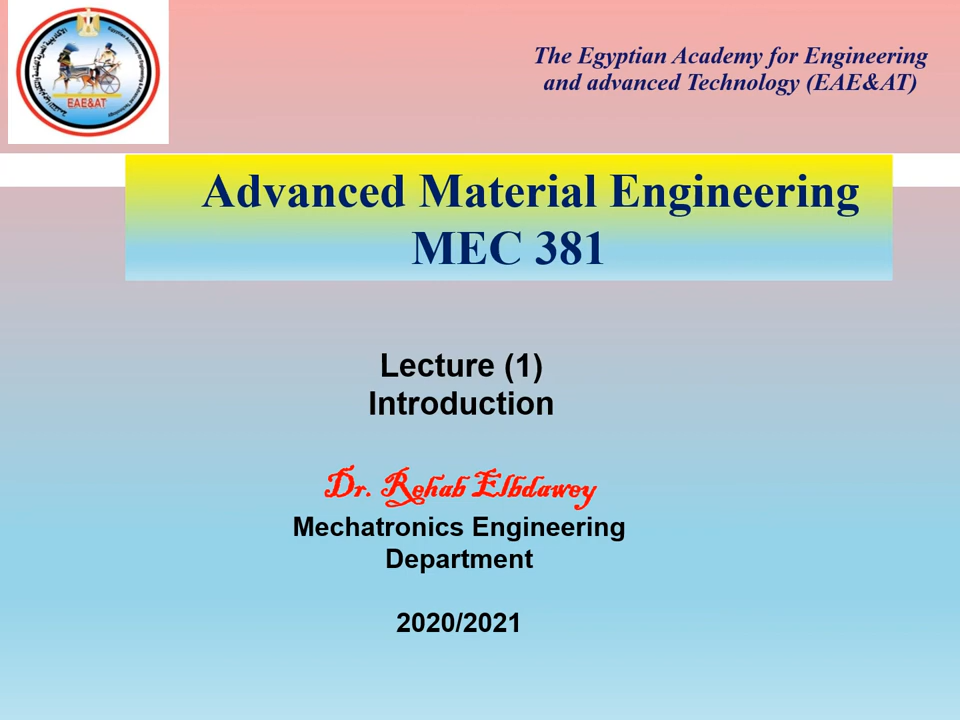 EAE&AT
The Egyptian Academy for Engineering
and advanced Technology (EAE&AT)
Advanced Material Engineering
MEC 381
Lecture (1)
Introduction
Dr. Rehab Elbdawey
Mechatronics Engineering
Department
2020/2021